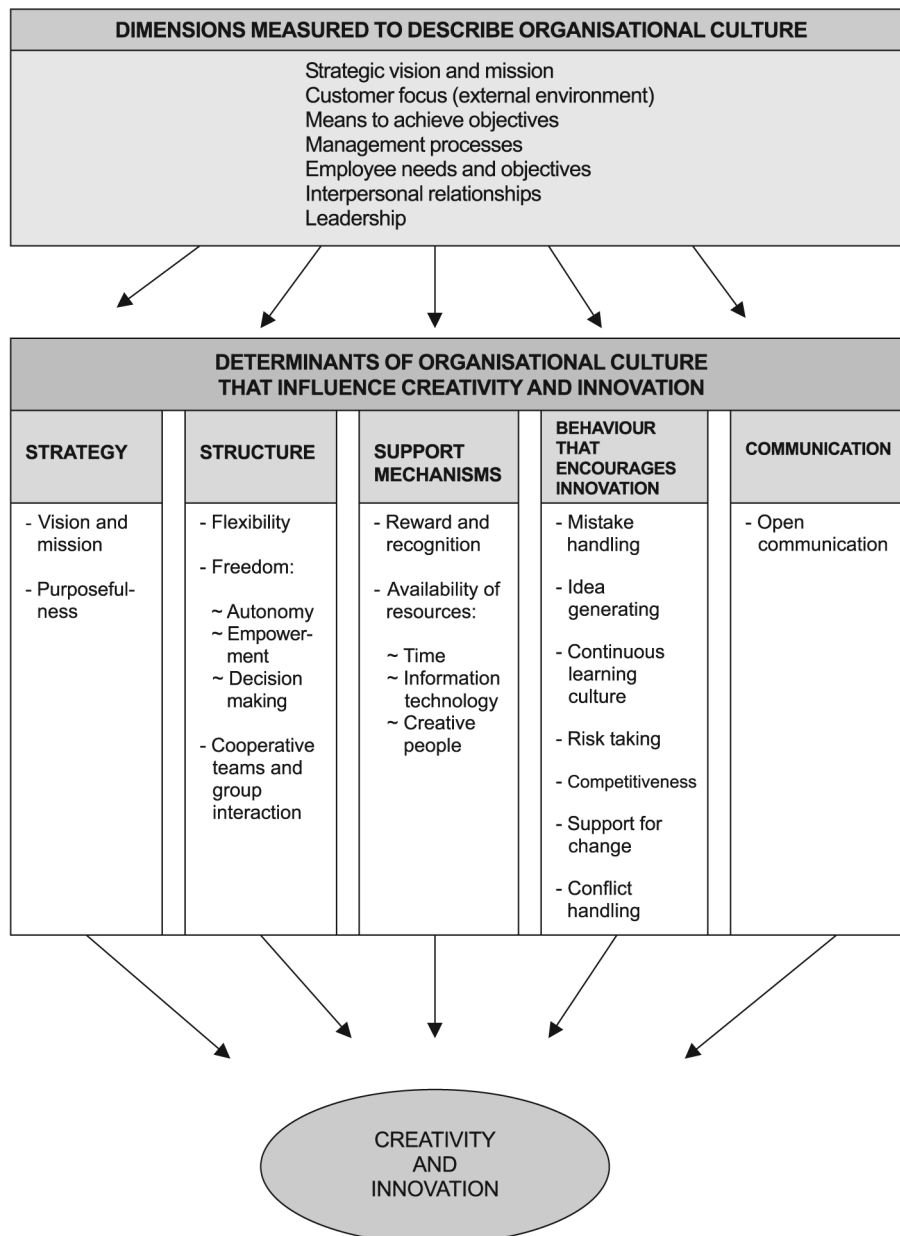 DIMENSIONS MEASURED TO DESCRIBE ORGANISATIONAL CULTURE
Strategic vision and mission
Customer focus (external environment)
Means to achieve objectives
Management processes
Employee needs and objectives
Interpersonal relationships
Leadership
DETERMINANTS OF ORGANISATIONAL CULTURE
THAT INFLUENCE CREATIVITY AND INNOVATION
STRATEGY
- Vision and
mission
- Purposeful-
ness
STRUCTURE
- Flexibility
- Freedom:
~ Autonomy
~ Empower-
ment
~ Decision
making
- Cooperative
teams and
group
interaction
SUPPORT
MECHANISMS
- Reward and
recognition
- Availability of
resources:
~ Time
~ Information
technology
~ Creative
people
BEHAVIOUR
THAT
ENCOURAGES
INNOVATION
- Mistake
handling
- Idea
generating
- Continuous
learning
culture
- Risk taking
- Competitiveness
- Support for
change
- Conflict
handling
COMMUNICATION
- Open
communication
CREATIVITY
AND
INNOVATION